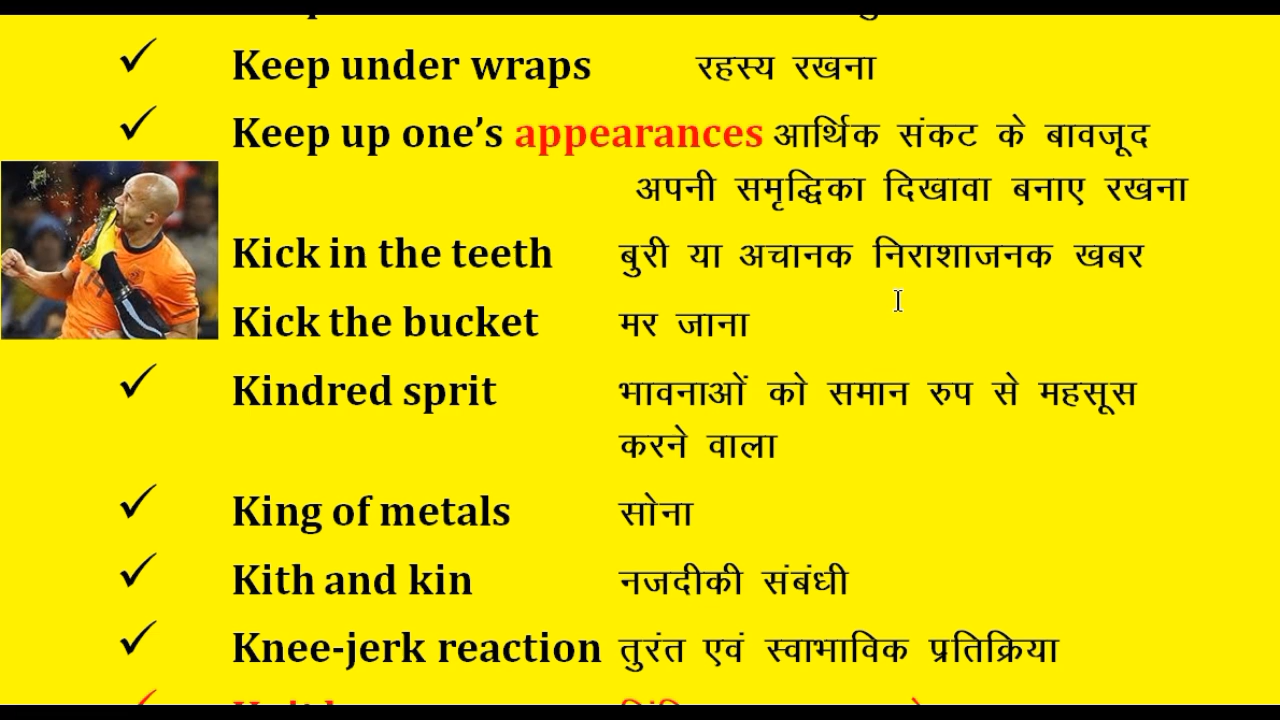 Keep under wraps रहस्य रखना
Keep up one’s appearances आर्थिक संकट के बावजूद
अपनी समृद्धिका दिखावा बनाए रखना
Kick in the teeth बुरी या अचानक निराशाजनक खबर
Kick the bucket मर जाना
Kindred sprit भावनाओं को समान रुप से महसूस
करने वाला
King of metals सोना
Kith and kin नजदीकी संबंधी
Knee-jerk reaction तुरंत एवं स्वाभाविक प्रतिक्रिया